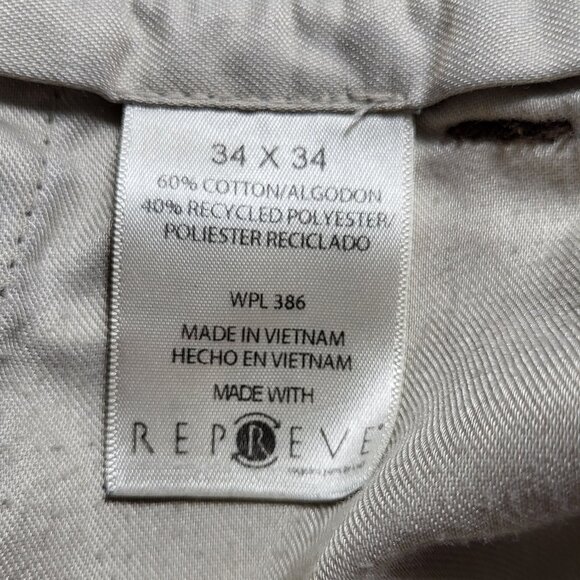 34 X 34
60% COTTON/ALGODON
40% RECYCLED POLYESTER/
POLIESTER RECICLADO
WPL 386
MADE IN VIETNAM
HECHO EN VIETNAM
MADE WITH
REPREVE